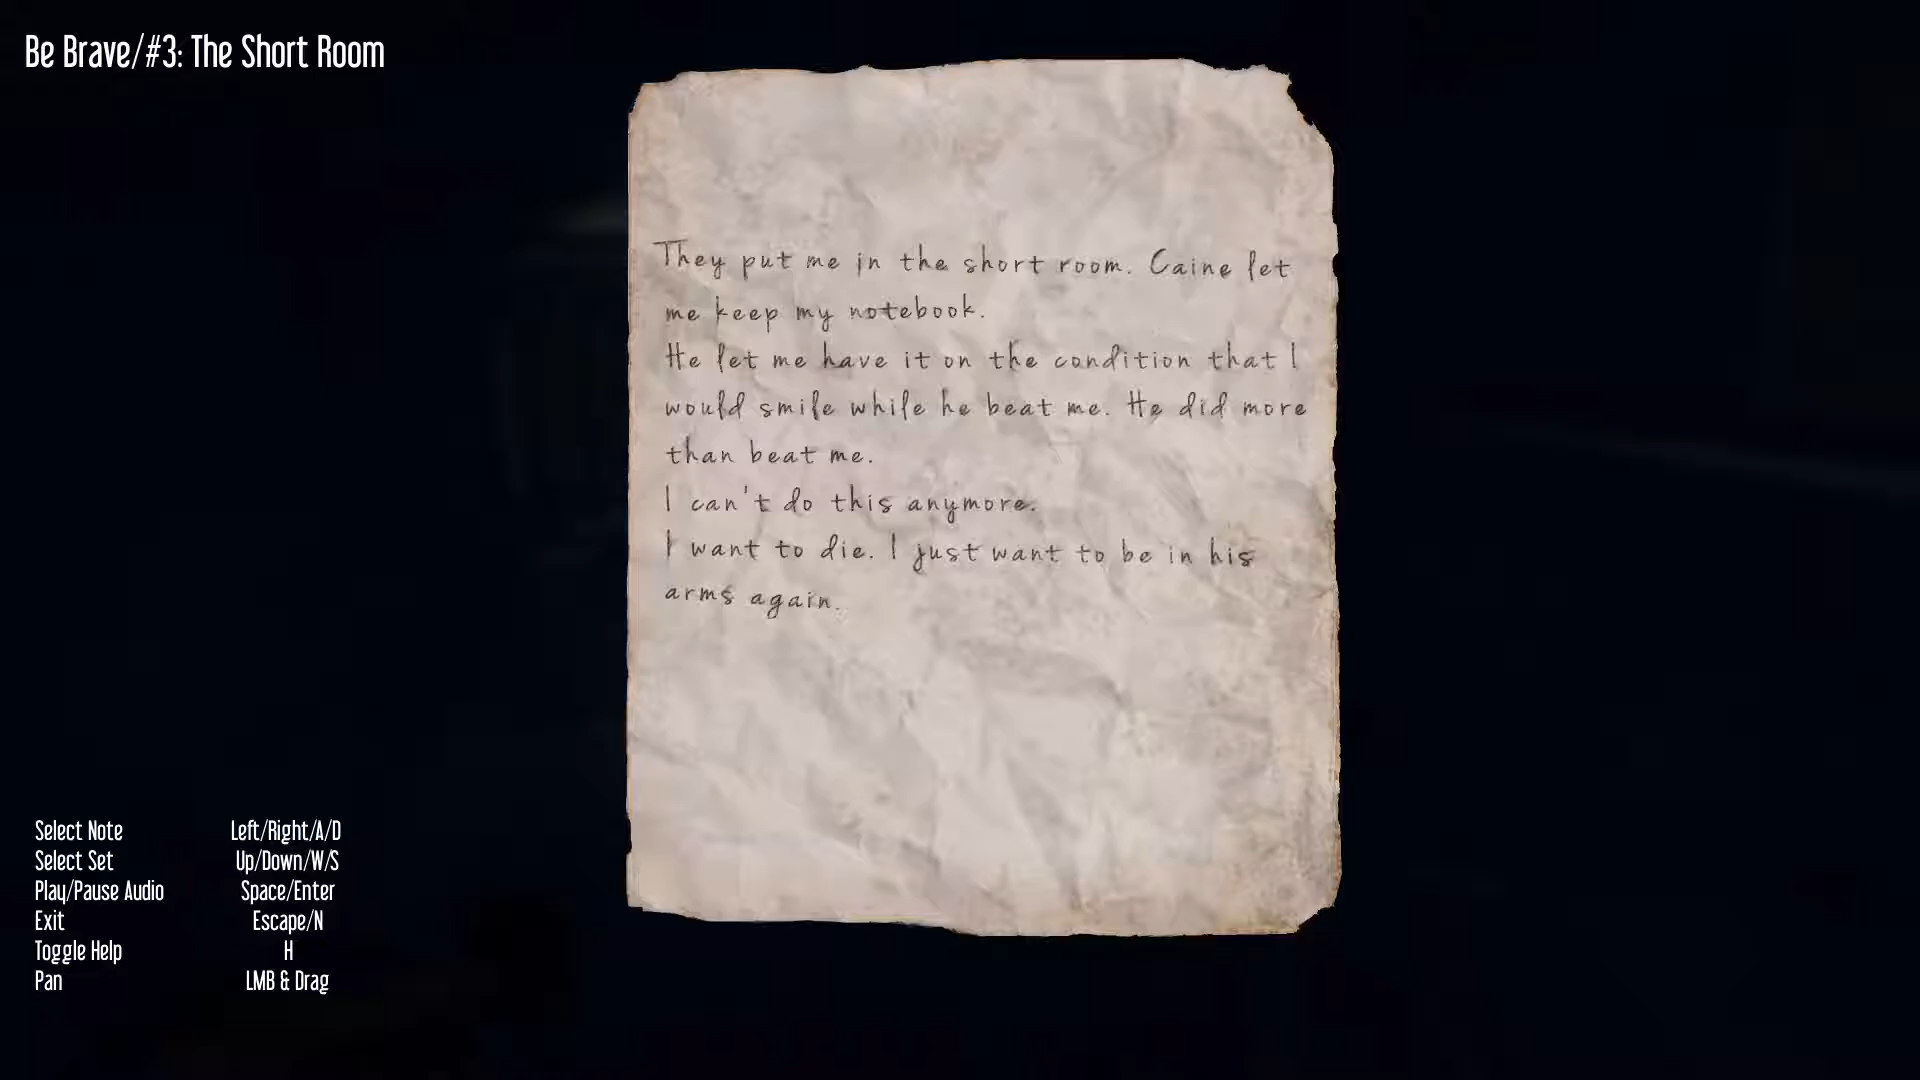 Be Brave/#3: The Short Room
They put me in the short room. Caine let
me keep my notebook.
He let me have it on the condition that I
would smile while he beat me. He did more
than beat me.
I can't do this anymore.
I want to die. I just want to be in his
arms again.
Select Note Left/Right/A/D
Select Set Up/Down/W/S
Play/Pause Audio Space/Enter
Exit Escape/N
Toggle Help H
Pan LMB & Drag